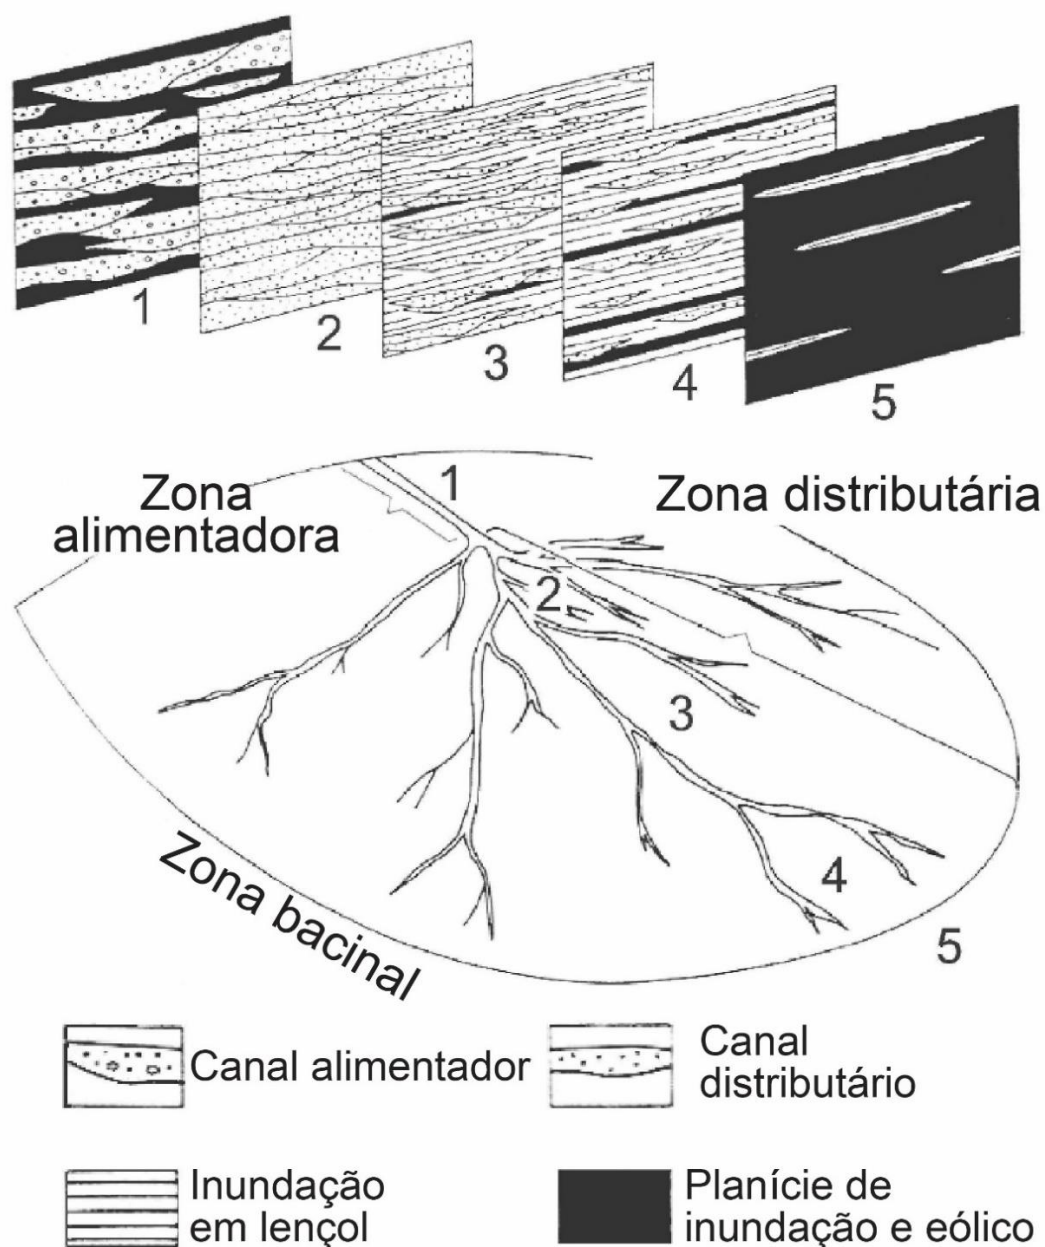 1
2
3
4
5
Zona
alimentadora
1
Zona distributária
2
3
4
5
Zona bacinal
Canal alimentador
Canal
distributário
Inundação
em lençol
Planície de
inundação e eólico